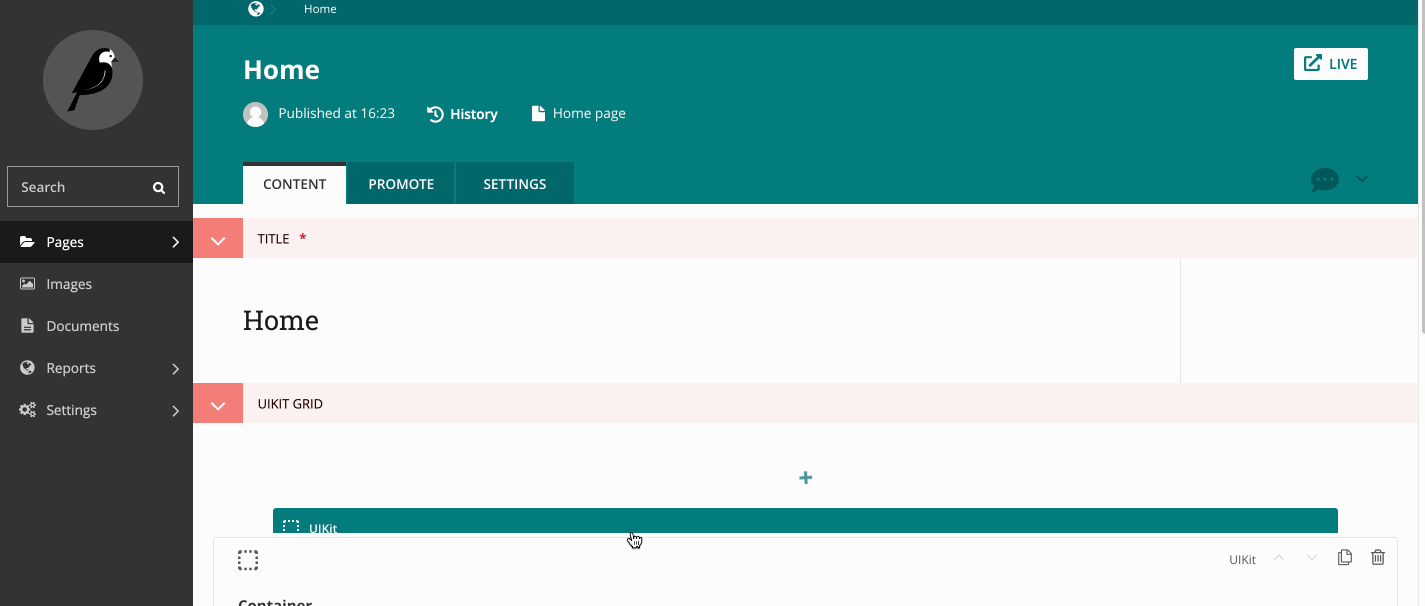 Home
Home
LIVE
Published at 16:23 History Home page
CONTENT PROMOTE SETTINGS
Search
Pages
Images
Documents
Reports
Settings
TITLE *
Home
UIKIT GRID
+
UIKit
UIKit
Container